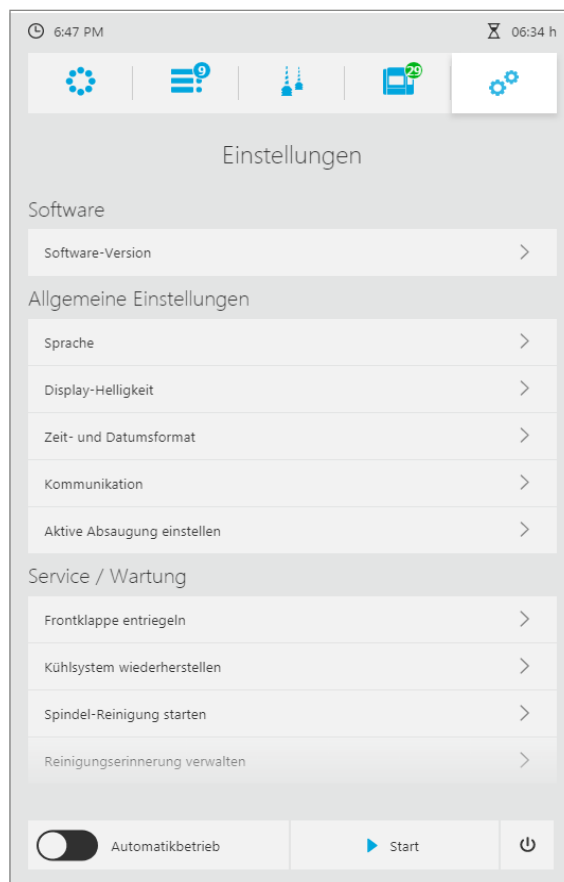 6:47 PM
06:34 h
9
29
Einstellungen
Software
Software-Version
Allgemeine Einstellungen
Sprache
Display-Helligkeit
Zeit- und Datumsformat
Kommunikation
Aktive Absaugung einstellen
Service / Wartung
Frontklappe entriegeln
Kühlsystem wiederherstellen
Spindel-Reinigung starten
Reinigungserinnerung verwalten
Automatikbetrieb
Start